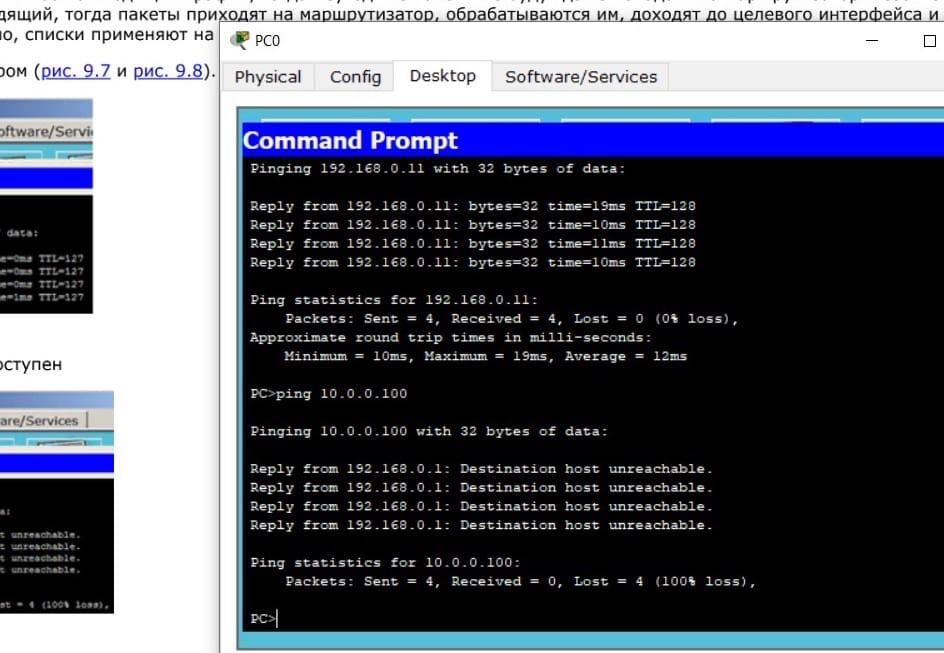 дящий, тогда пакеты приходят на маршрутизатор, обрабатываются им, доходят до целевого интерфейса и
о, списки применяют на
ром (рис. 9.7 и рис. 9.8).
PC0
Physical Config Desktop Software/Services
Command Prompt
Pinging 192.168.0.11 with 32 bytes of data:
Reply from 192.168.0.11: bytes=32 time=19ms TTL=128
Reply from 192.168.0.11: bytes=32 time=10ms TTL=128
Reply from 192.168.0.11: bytes=32 time=11ms TTL=128
Reply from 192.168.0.11: bytes=32 time=10ms TTL=128
Ping statistics for 192.168.0.11:
Packets: Sent = 4, Received = 4, Lost = 0 (0% loss),
Approximate round trip times in milli-seconds:
Minimum = 10ms, Maximum = 19ms, Average = 12ms
PC>ping 10.0.0.100
Pinging 10.0.0.100 with 32 bytes of data:
Reply from 192.168.0.1: Destination host unreachable.
Reply from 192.168.0.1: Destination host unreachable.
Reply from 192.168.0.1: Destination host unreachable.
Reply from 192.168.0.1: Destination host unreachable.
Ping statistics for 10.0.0.100:
Packets: Sent = 4, Received = 0, Lost = 4 (100% loss),
PC>
oftware/Servi
data:
e=0ms TTL=127
e=0ms TTL=127
e=0ms TTL=127
e=1ms TTL=127
оступен
are/Services
a:
t unreachable.
t unreachable.
t unreachable.
t unreachable.
st = 4 (100% loss),